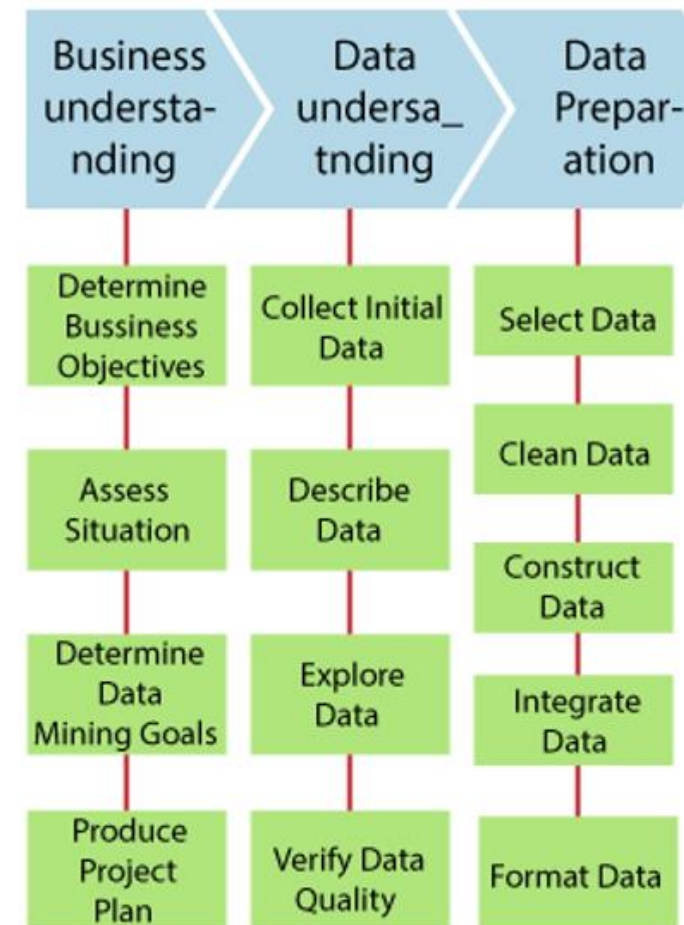 Business
understa-
nding
Data
undersa_
tnding
Data
Prepar-
ation
Determine
Bussiness
Objectives
Assess
Situation
Determine
Data
Mining Goals
Produce
Project
Plan
Collect Initial
Data
Describe
Data
Explore
Data
Verify Data
Quality
Select Data
Clean Data
Construct
Data
Integrate
Data
Format Data